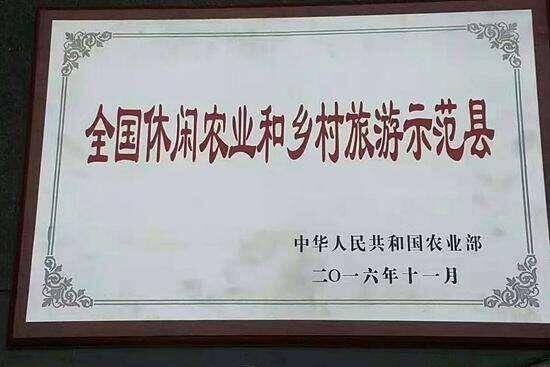 全国休闲农业和乡村旅游示范县
中华人民共和国农业部
二〇一六年十一月